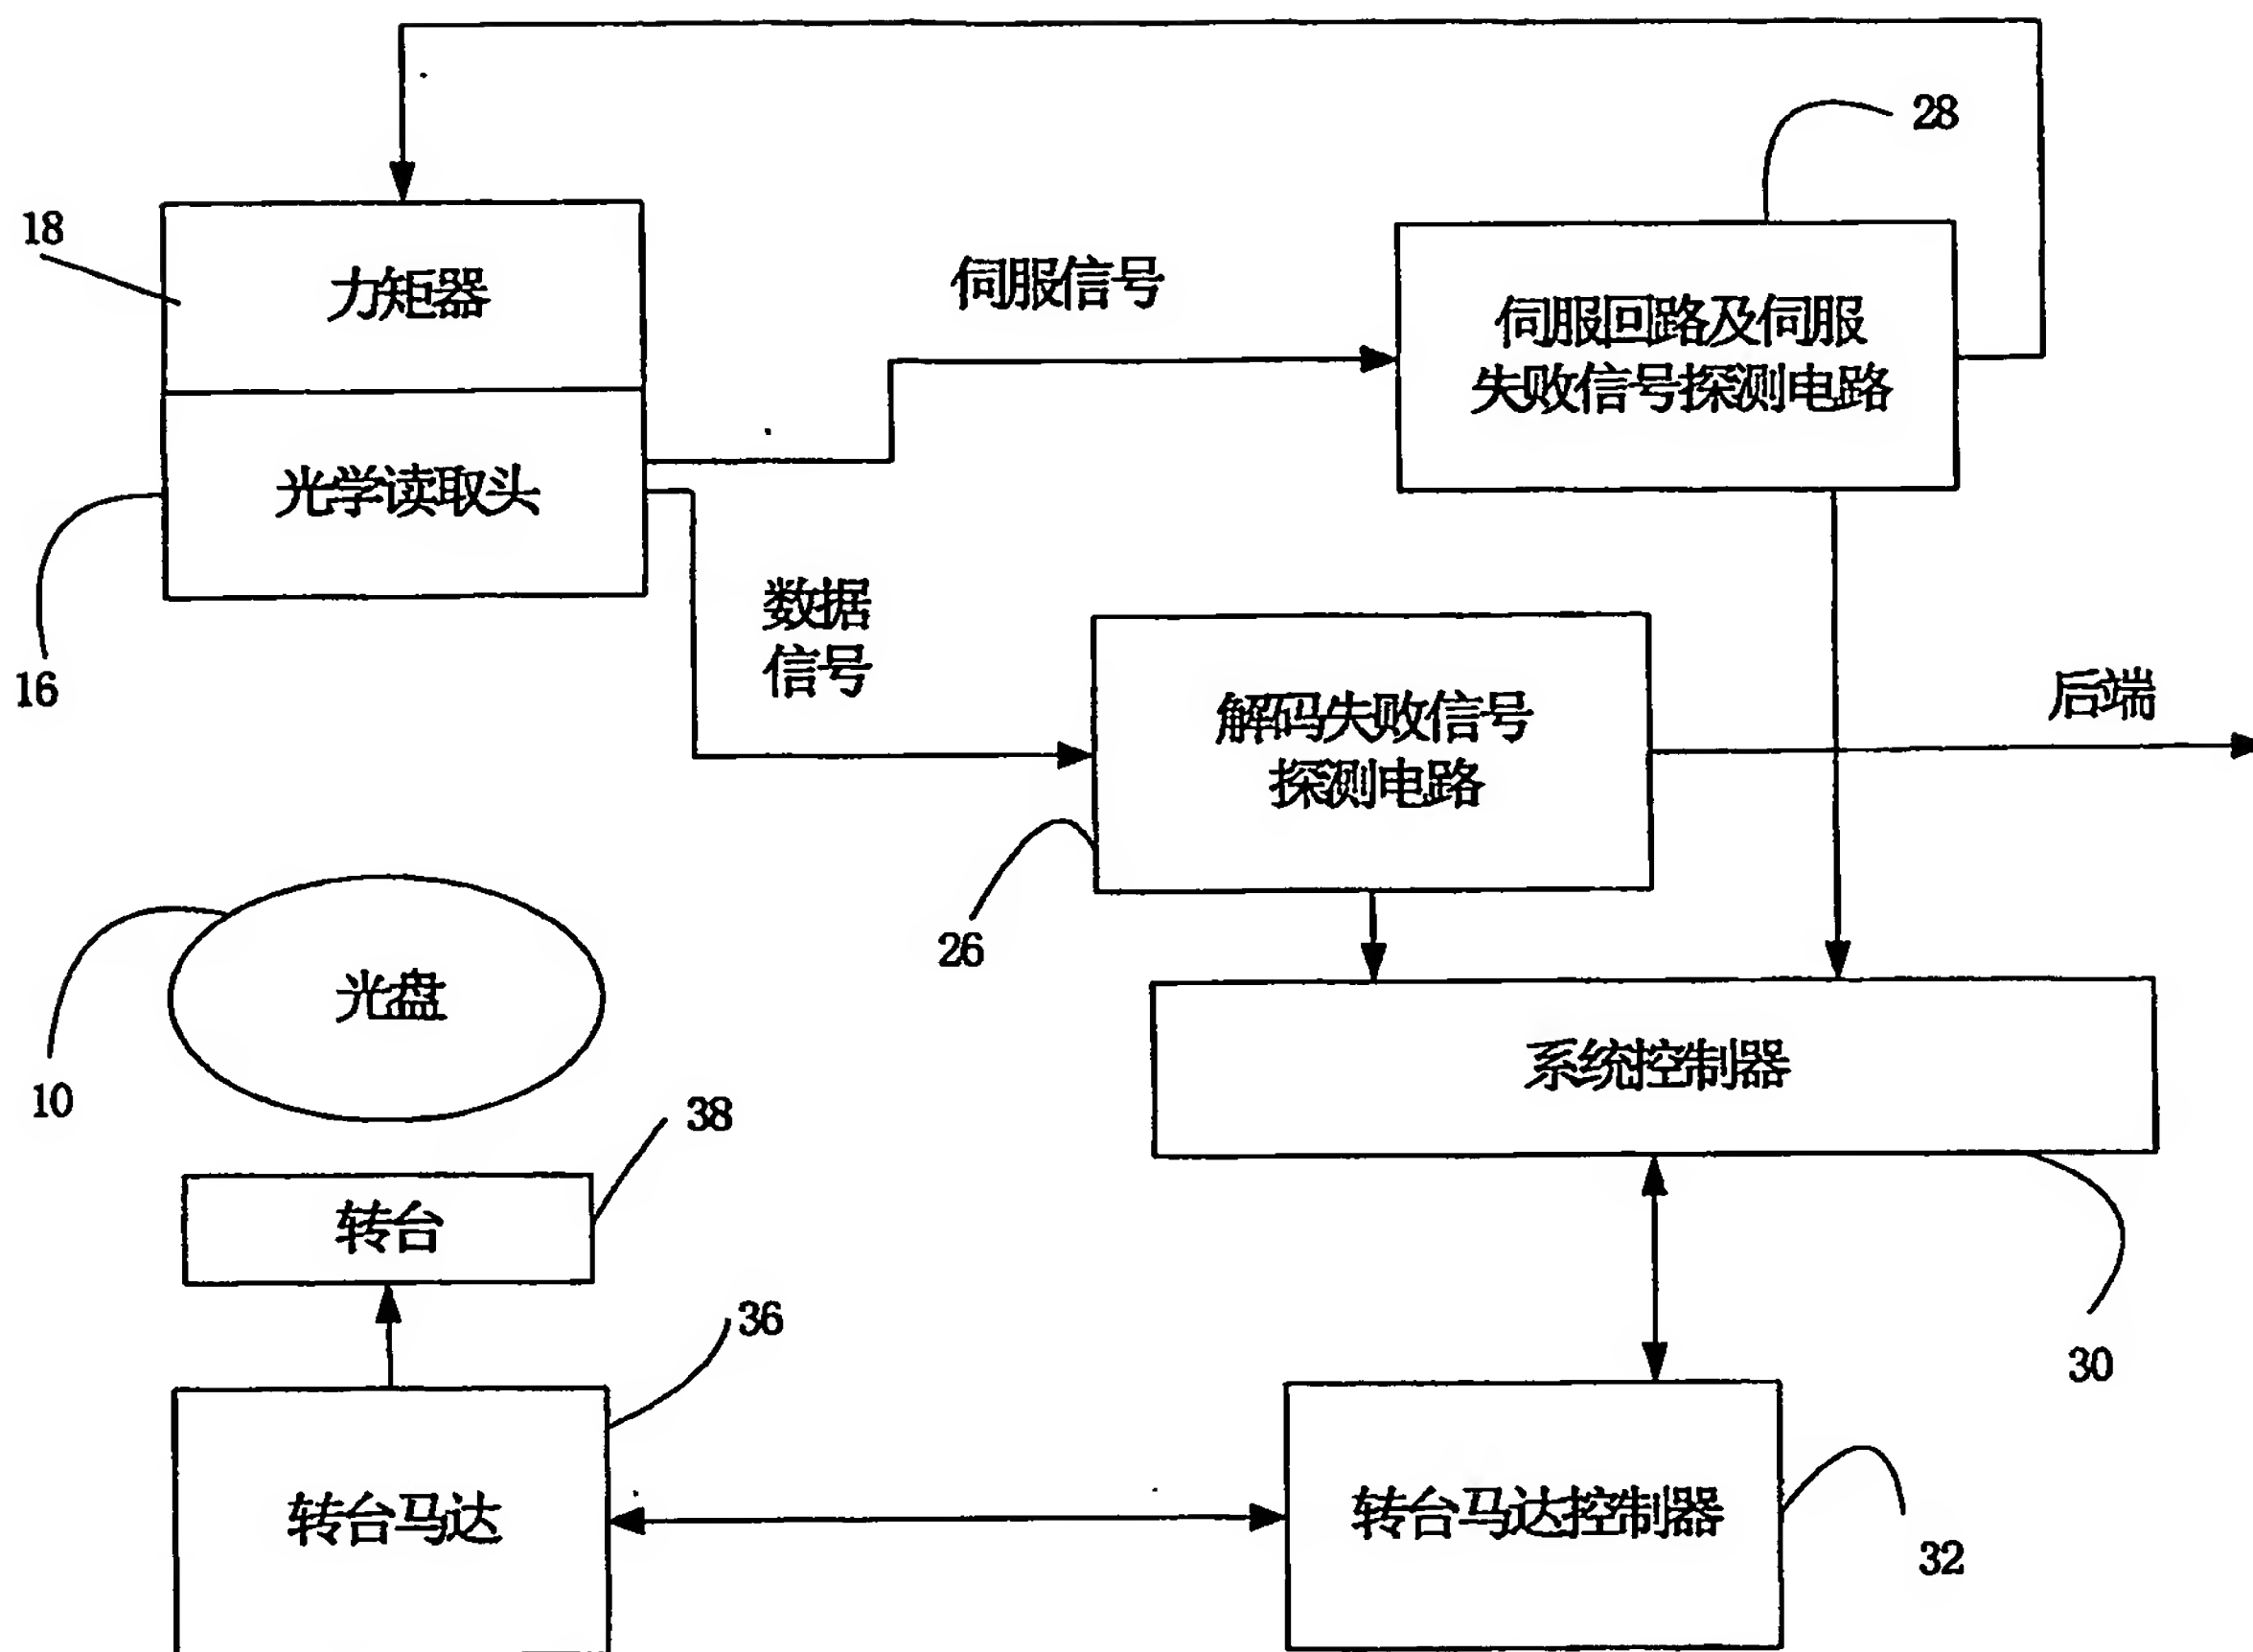 28
18
力矩器
伺服信号
伺服回路及伺服
失败信号探测电路
光学读取头
16
数据
信号
解码失败信号
探测电路
后端
26
光盘
10
系统控制器
38
转台
36
30
转台马达
转台马达控制器
32